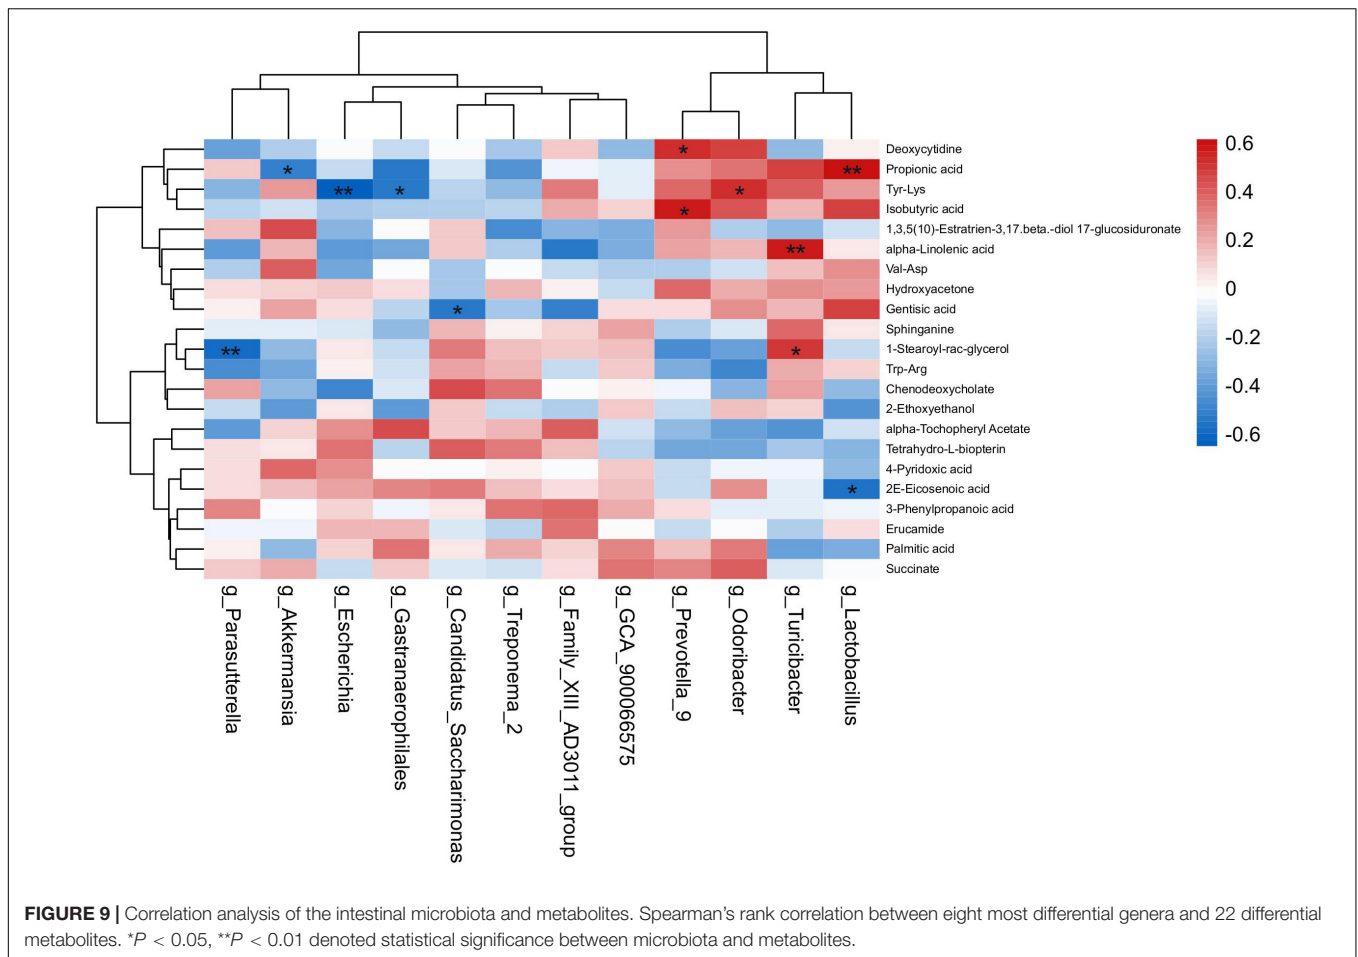 Deoxycytidine
Propionic acid
Tyr-Lys
Isobutyric acid
1,3,5(10)-Estratrien-3,17.beta.-diol 17-glucosiduronate
alpha-Linolenic acid
Val-Asp
Hydroxyacetone
Gentisic acid
Sphinganine
1-Stearoyl-rac-glycerol
Trp-Arg
Chenodeoxycholate
2-Ethoxyethanol
alpha-Tochopheryl Acetate
Tetrahydro-L-biopterin
4-Pyridoxic acid
2E-Eicosenoic acid
3-Phenylpropanoic acid
Erucamide
Palmitic acid
Succinate
0.6
0.4
0.2
0
-0.2
-0.4
-0.6
*
*
**
**
*
*
*
**
*
**
*
*
g_Parasutterella
g_Akkermansia
g_Escherichia
g_Gastranaerophilales
g_Candidatus_Saccharimonas
g_Treponema_2
g_Family_XIII_AD3011_group
g_GCA_900066575
g_Prevotella_9
g_Odoribacter
g_Turicibacter
g_Lactobacillus
FIGURE 9 | Correlation analysis of the intestinal microbiota and metabolites. Spearman's rank correlation between eight most differential genera and 22 differential
metabolites. *P < 0.05, **P < 0.01 denoted statistical significance between microbiota and metabolites.